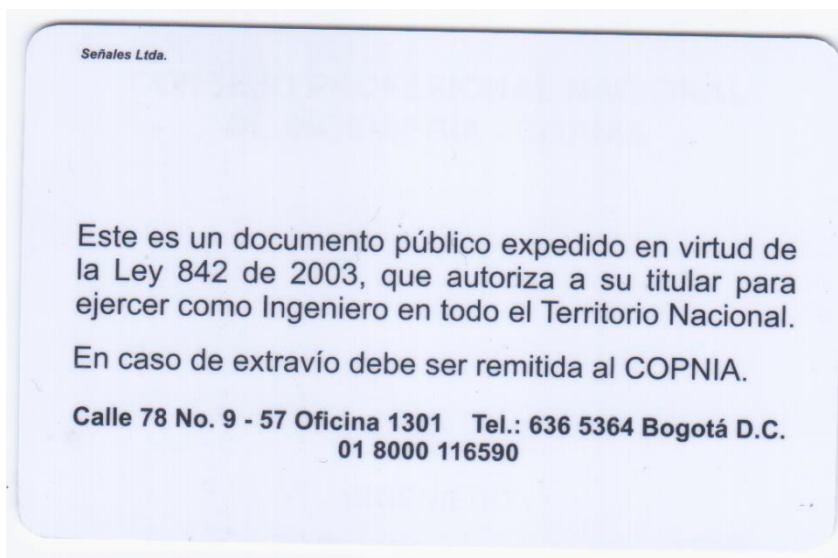 Señales Ltda.
Este es un documento público expedido en virtud de
la Ley 842 de 2003, que autoriza a su titular para
ejercer como Ingeniero en todo el Territorio Nacional.
En caso de extravío debe ser remitida al COPNIA.
Calle 78 No. 9 - 57 Oficina 1301 Tel.: 636 5364 Bogotá D.C.
01 8000 116590